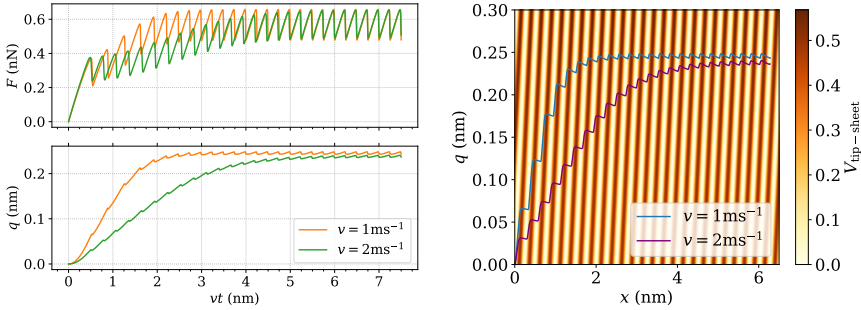 0.6
0.4
0.2
0.0
F (nN)
0.2
0.1
0.0
q (nm)
v = 1ms⁻¹
v = 2ms⁻¹
0 1 2 3 4 5 6 7
vt (nm)
0.30
0.25
0.20
0.15
0.10
0.05
0.00
q (nm)
v = 1ms⁻¹
v = 2ms⁻¹
0 2 4 6
x (nm)
0.5
0.4
0.3
0.2
0.1
0.0
V_tip−sheet